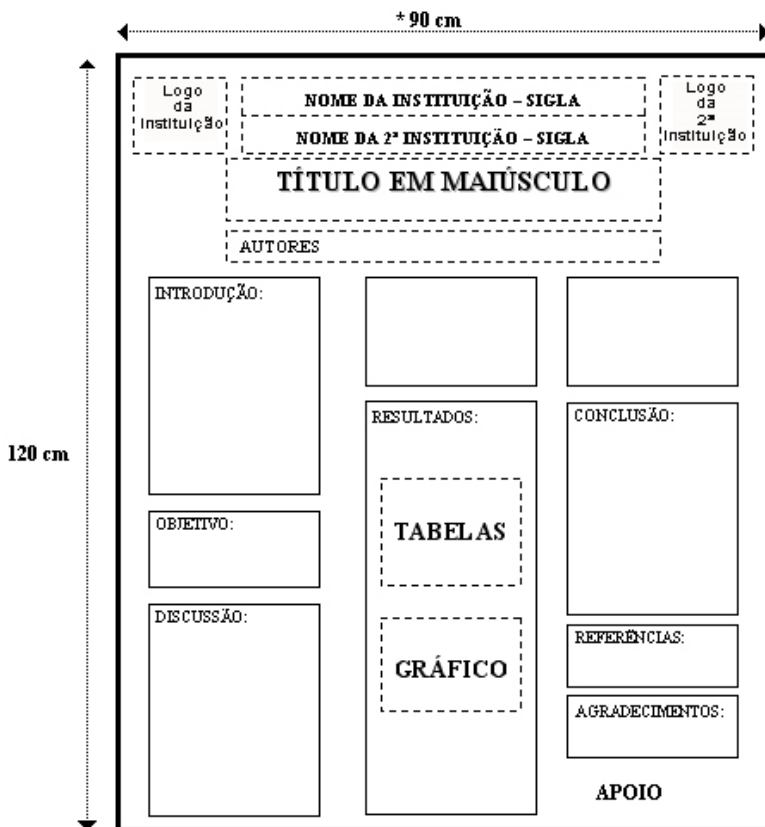 * 90 cm
Logo
da
Instituição
NOME DA INSTITUIÇÃO – SIGLA
NOME DA 2ª INSTITUIÇÃO – SIGLA
Logo
da
2ª
Instituição
TÍTULO EM MAIÚSCULO
AUTORES
120 cm
INTRODUÇÃO:
OBJETIVO:
DISCUSSÃO:
RESULTADOS:
TABELAS
GRÁFICO
CONCLUSÃO:
REFERÊNCIAS:
AGRADECIMENTOS:
APOIO